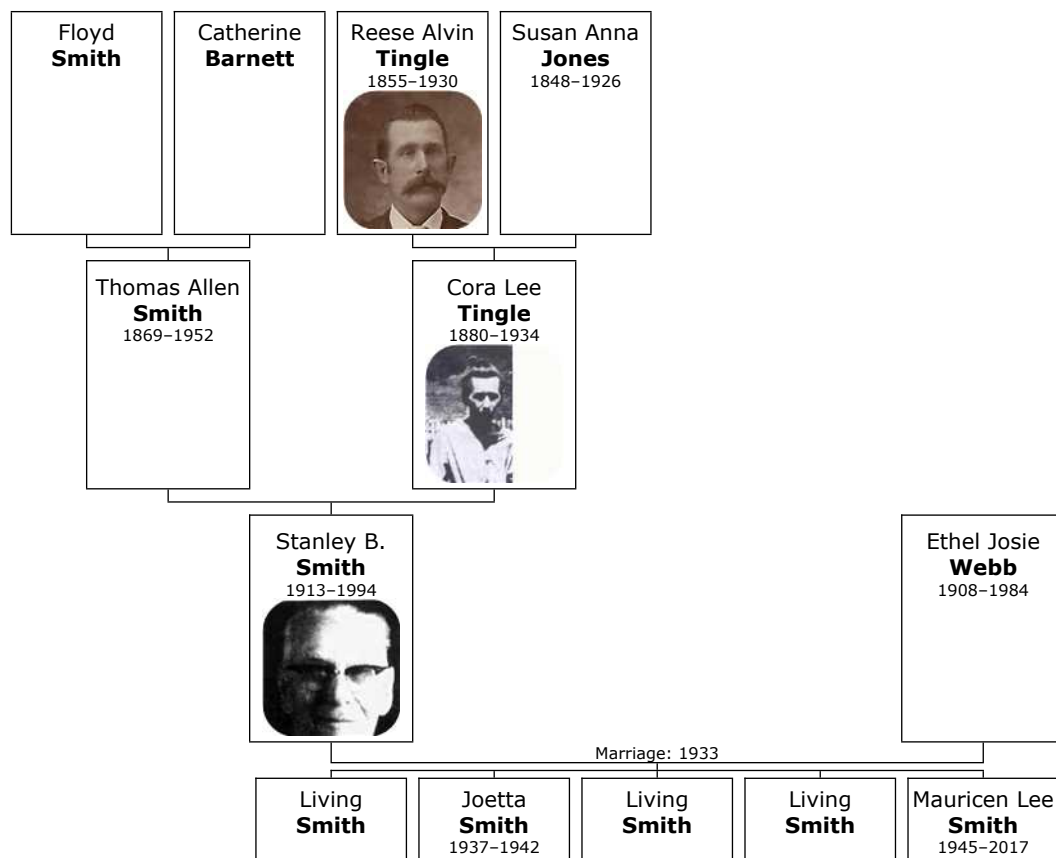 Floyd
Smith
Catherine
Barnett
Reese Alvin
Tingle
1855–1930
Susan Anna
Jones
1848–1926
Thomas Allen
Smith
1869–1952
Cora Lee
Tingle
1880–1934
Stanley B.
Smith
1913–1994
Ethel Josie
Webb
1908–1984
Marriage: 1933
Living
Smith
Joetta
Smith
1937–1942
Living
Smith
Living
Smith
Mauricen Lee
Smith
1945–2017